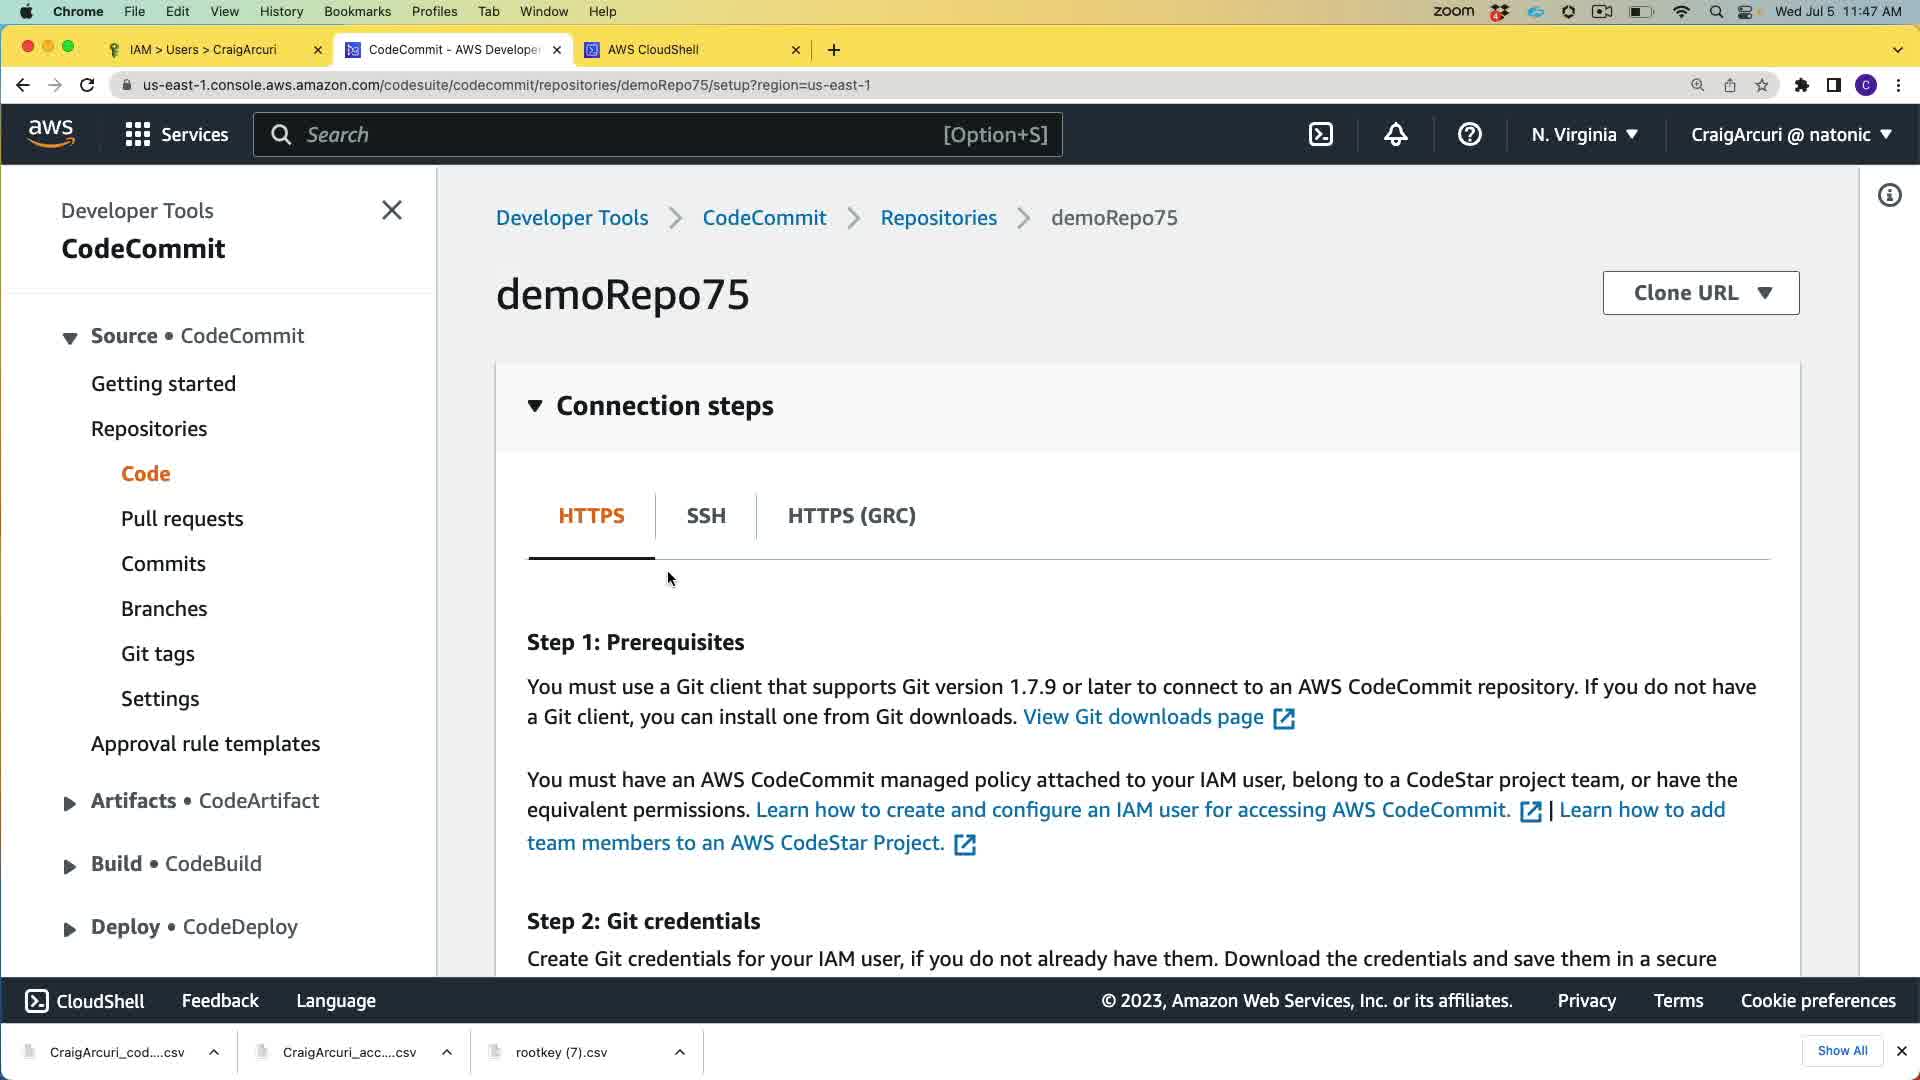 Chrome File Edit View History Bookmarks Profiles Tab Window Help zoom 4 Wed Jul 5 11:47 AM
IAM > Users > CraigArcuri CodeCommit - AWS Develope AWS CloudShell
us-east-1.console.aws.amazon.com/codesuite/codecommit/repositories/demoRepo75/setup?region=us-east-1 C
aws Services Search [Option+S] N. Virginia CraigArcuri @ natonic
Developer Tools
CodeCommit
Source • CodeCommit
Getting started
Repositories
Code
Pull requests
Commits
Branches
Git tags
Settings
Approval rule templates
Artifacts • CodeArtifact
Build • CodeBuild
Deploy • CodeDeploy
Developer Tools CodeCommit Repositories demoRepo75
demoRepo75
Clone URL
Connection steps
HTTPS SSH HTTPS (GRC)
Step 1: Prerequisites
You must use a Git client that supports Git version 1.7.9 or later to connect to an AWS CodeCommit repository. If you do not have
a Git client, you can install one from Git downloads. View Git downloads page
You must have an AWS CodeCommit managed policy attached to your IAM user, belong to a CodeStar project team, or have the
equivalent permissions. Learn how to create and configure an IAM user for accessing AWS CodeCommit. | Learn how to add
team members to an AWS CodeStar Project.
Step 2: Git credentials
Create Git credentials for your IAM user, if you do not already have them. Download the credentials and save them in a secure
CloudShell Feedback Language © 2023, Amazon Web Services, Inc. or its affiliates. Privacy Terms Cookie preferences
CraigArcuri_cod....csv CraigArcuri_acc....csv rootkey (7).csv Show All